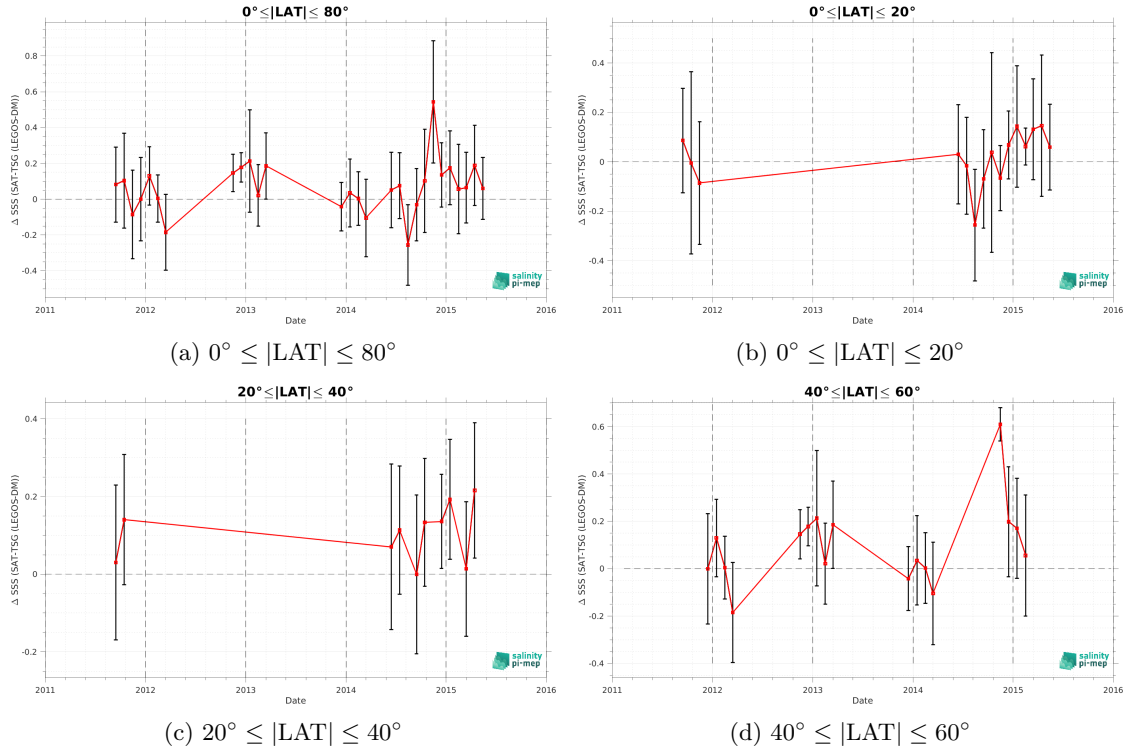 0°≤|LAT|≤ 80°
Δ SSS (SAT-TSG (LEGOS-DM))
0.8
0.6
0.4
0.2
0
-0.2
-0.4
2011 2012 2013 2014 2015 2016
Date
salinity
pi-mep
(a) 0° ≤ |LAT| ≤ 80°
0°≤|LAT|≤ 20°
Δ SSS (SAT-TSG (LEGOS-DM))
0.4
0.2
0
-0.2
-0.4
2011 2012 2013 2014 2015 2016
Date
salinity
pi-mep
(b) 0° ≤ |LAT| ≤ 20°
20°≤|LAT|≤ 40°
Δ SSS (SAT-TSG (LEGOS-DM))
0.4
0.2
0
-0.2
2011 2012 2013 2014 2015 2016
Date
salinity
pi-mep
(c) 20° ≤ |LAT| ≤ 40°
40°≤|LAT|≤ 60°
Δ SSS (SAT-TSG (LEGOS-DM))
0.6
0.4
0.2
0
-0.2
-0.4
2011 2012 2013 2014 2015 2016
Date
salinity
pi-mep
(d) 40° ≤ |LAT| ≤ 60°